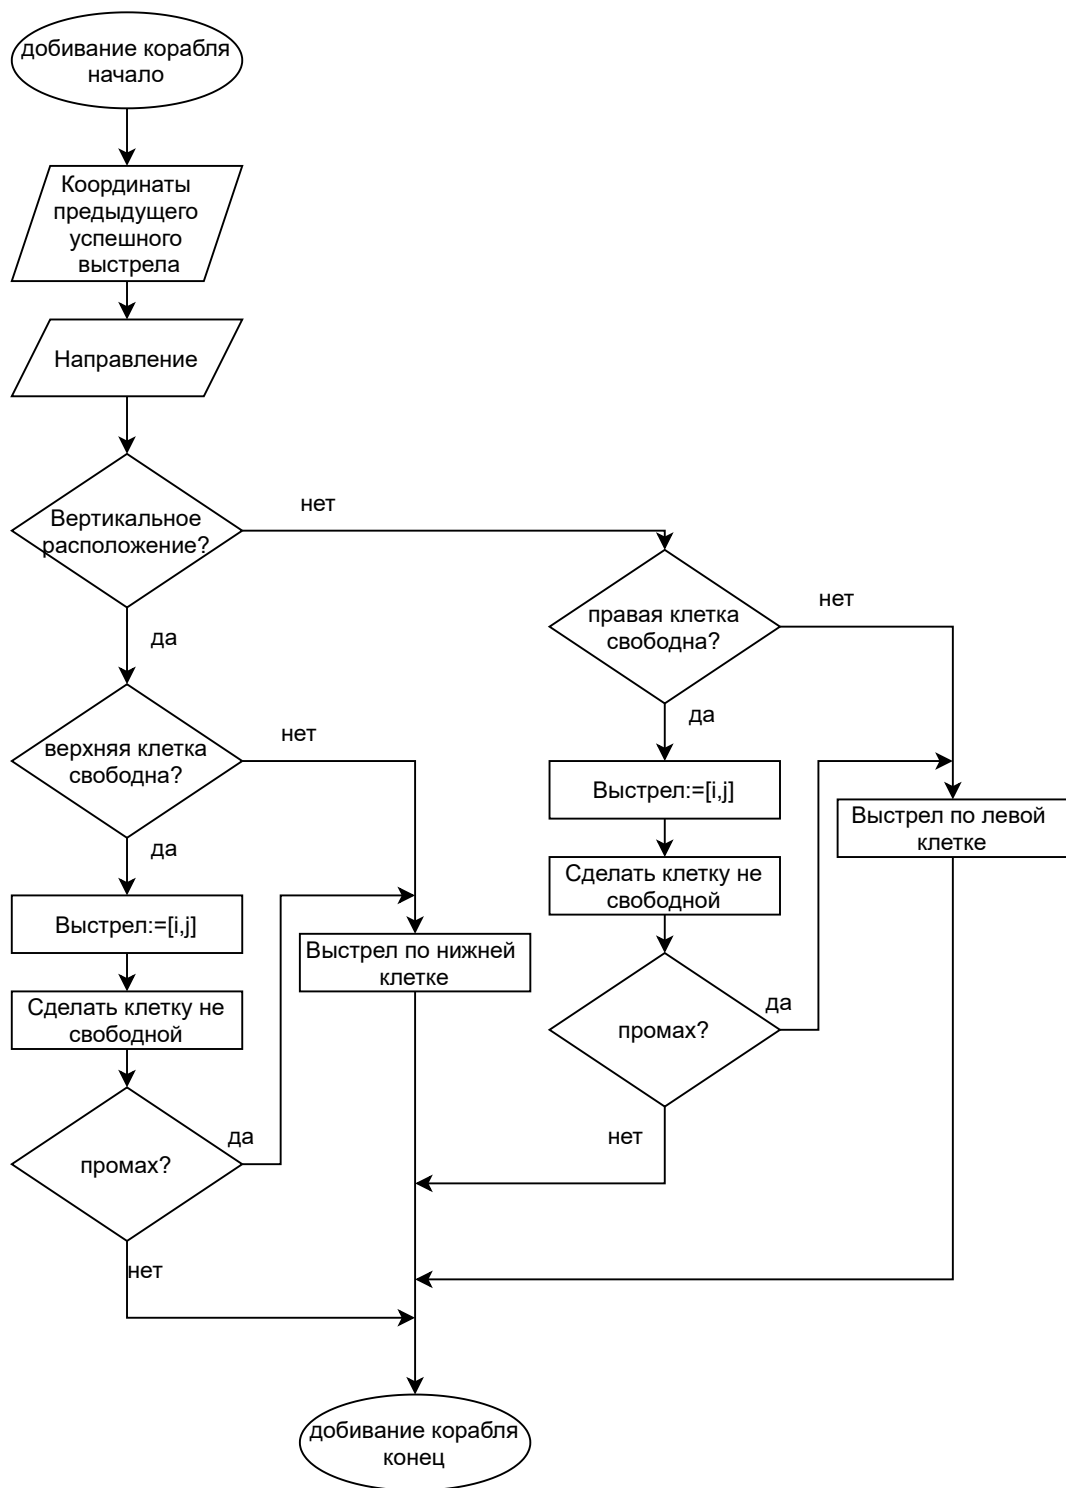 добивание корабля
начало
Координаты
предыдущего
успешного
выстрела
Направление
Вертикальное
расположение?
нет
да
правая клетка
свободна?
нет
да
верхняя клетка
свободна?
нет
да
Выстрел:=[i,j]
Выстрел по левой
клетке
Сделать клетку не
свободной
промах?
да
нет
Выстрел:=[i,j]
Выстрел по нижней
клетке
Сделать клетку не
свободной
промах?
да
нет
добивание корабля
конец